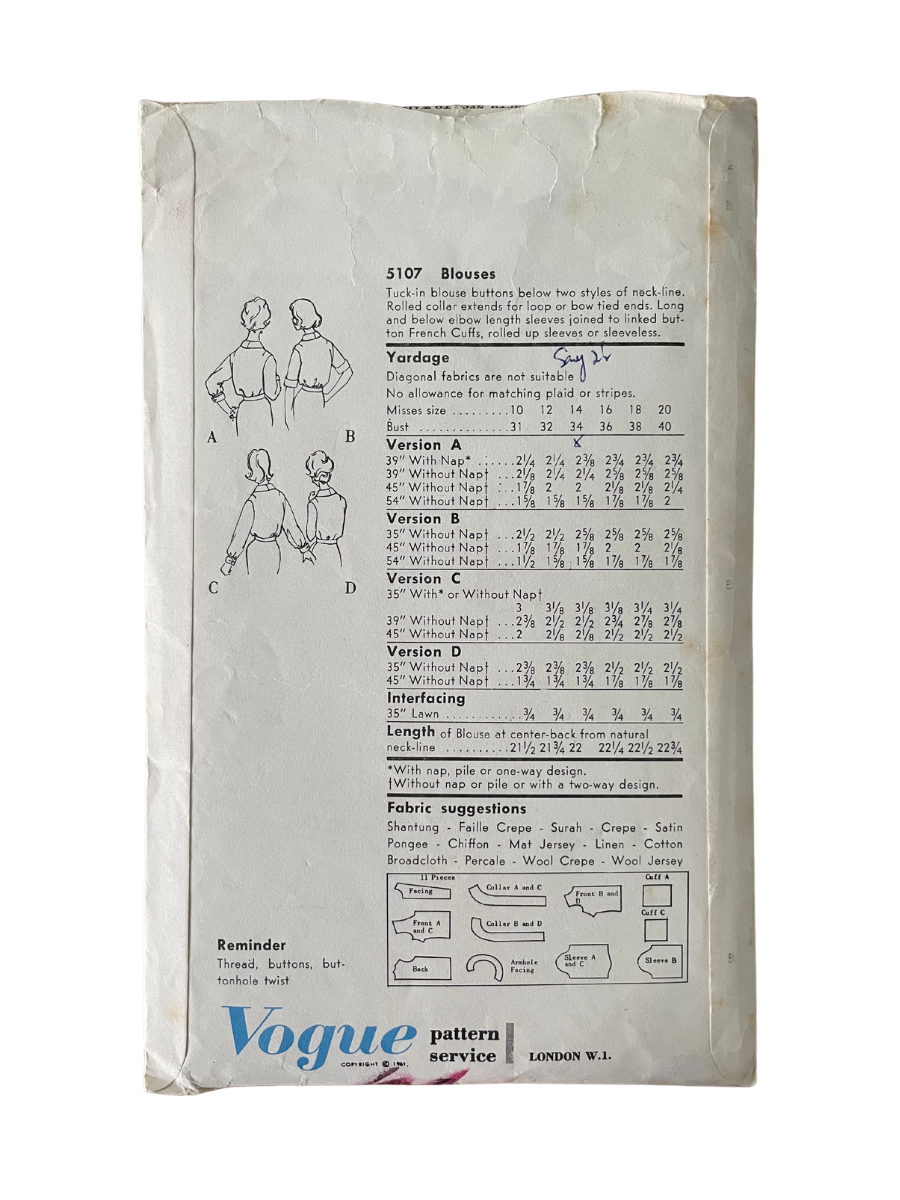 5107 Blouses
Tuck-in blouse buttons below two styles of neck-line.
Rolled collar extends for loop or bow tied ends. Long
and below elbow length sleeves joined to linked but-
ton French Cuffs, rolled up sleeves or sleeveless.
Yardage
Diagonal fabrics are not suitable
No allowance for matching plaid or stripes.
Misses size .........10 12 14 16 18 20
Bust ..............31 32 34 36 38 40
x
Version A
39″ With Nap* ......2¼ 2¼ 2⅜ 2¾ 2¾ 2¾
39″ Without Nap† ...2⅛ 2¼ 2¼ 2⅝ 2⅝ 2⅝
45″ Without Nap† ...1⅞ 2 2 2⅛ 2⅛ 2¼
54″ Without Nap† ...1⅝ 1⅝ 1⅝ 1⅞ 1⅞ 2
Version B
35″ Without Nap† ...2½ 2½ 2⅝ 2⅝ 2⅝ 2⅝
45″ Without Nap† ...1⅞ 1⅞ 1⅞ 2 2 2⅛
54″ Without Nap† ...1½ 1⅝ 1⅝ 1⅞ 1⅞ 1⅞
Version C
35″ With* or Without Nap†
3 3⅛ 3⅛ 3⅛ 3¼ 3¼
39″ Without Nap† ...2⅜ 2½ 2½ 2¾ 2⅞ 2⅞
45″ Without Nap† ...2 2⅛ 2⅛ 2½ 2½ 2½
Version D
35″ Without Nap† ...2⅜ 2⅜ 2⅜ 2½ 2½ 2½
45″ Without Nap† ...1¾ 1¾ 1¾ 1⅞ 1⅞ 1⅞
Interfacing
35″ Lawn ............¾ ¾ ¾ ¾ ¾ ¾
Length of Blouse at center-back from natural
neck-line ..........21½ 21¾ 22 22¼ 22½ 22¾
*With nap, pile or one-way design.
†Without nap or pile or with a two-way design.
Fabric suggestions
Shantung - Faille Crepe - Surah - Crepe - Satin
Pongee - Chiffon - Mat Jersey - Linen - Cotton
Broadcloth - Percale - Wool Crepe - Wool Jersey
11 Pieces
Facing
Collar A and C
Front B and
D
Cuff A
Front A
and C
Collar B and D
Cuff C
Back
Armhole
Facing
Sleeve A
and C
Sleeve B
A
B
C
D
Reminder
Thread, buttons, but-
tonhole twist
Vogue pattern
service
LONDON W.1.
COPYRIGHT © 1961.